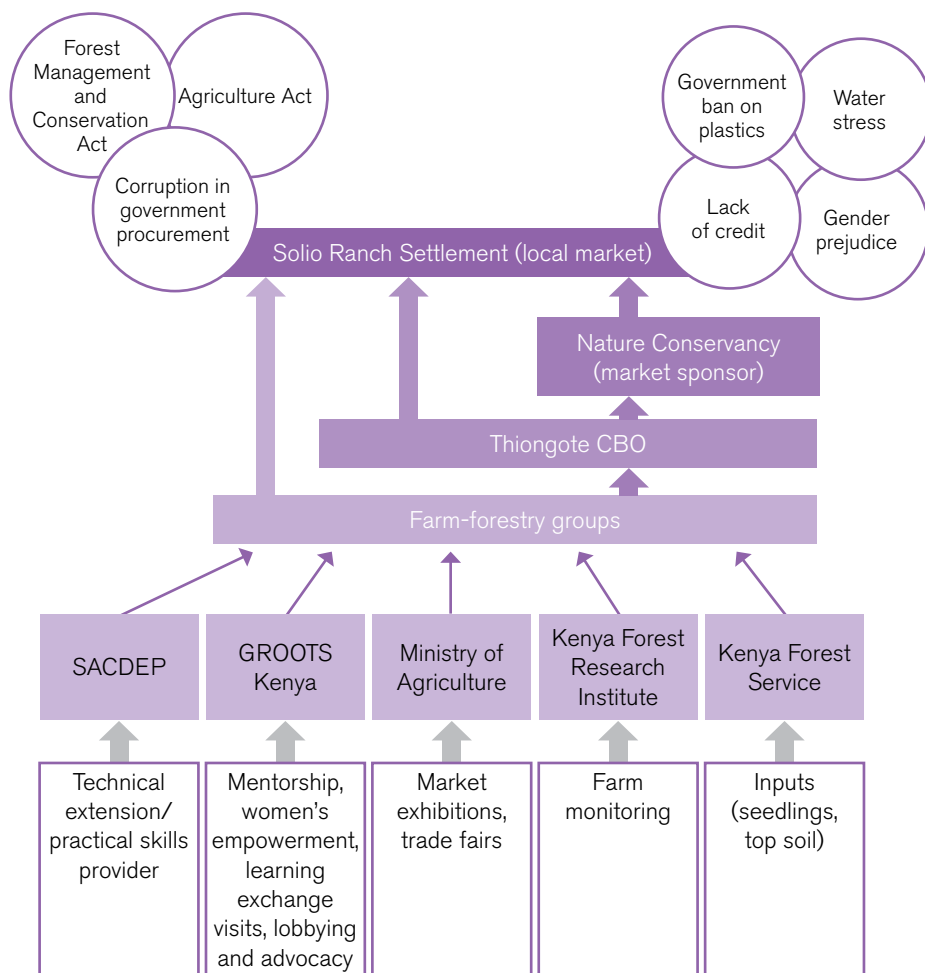 Forest
Management
and
Conservation
Act
Agriculture Act
Corruption in
government
procurement
Government
ban on
plastics
Water
stress
Lack
of credit
Gender
prejudice
Solio Ranch Settlement (local market)
Nature Conservancy
(market sponsor)
Thiongote CBO
Farm-forestry groups
SACDEP
GROOTS
Kenya
Ministry of
Agriculture
Kenya Forest
Research
Institute
Kenya Forest
Service
Technical
extension/
practical skills
provider
Mentorship,
women’s
empowerment,
learning
exchange
visits, lobbying
and advocacy
Market
exhibitions,
trade fairs
Farm
monitoring
Inputs
(seedlings,
top soil)